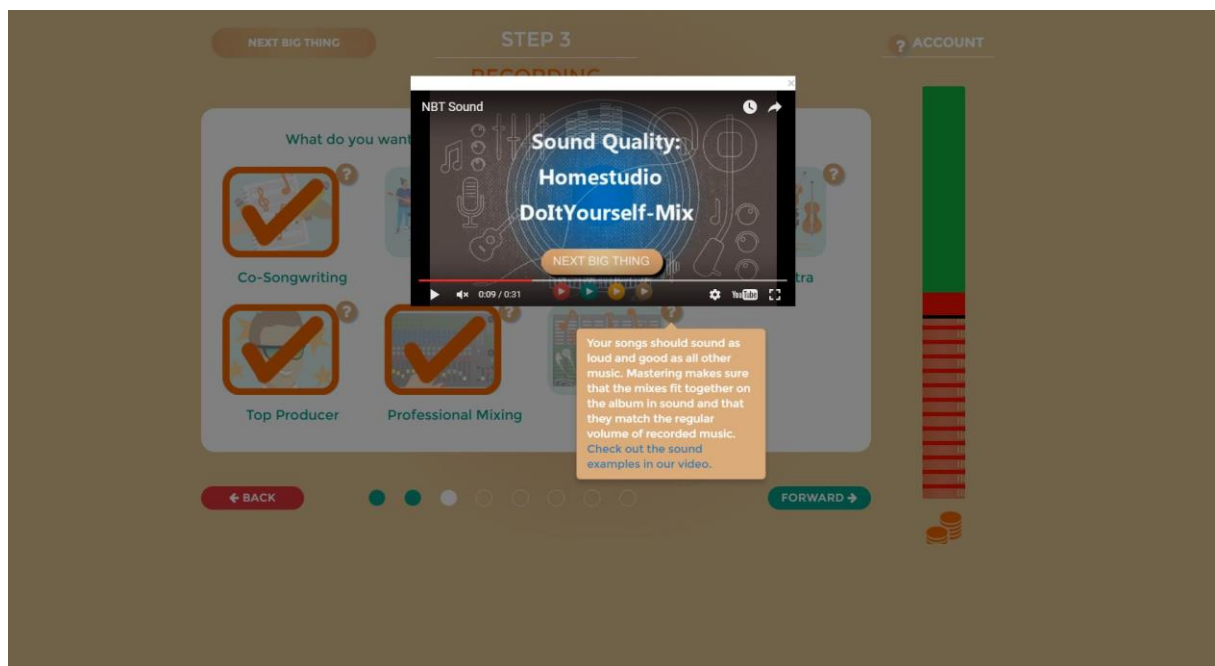 NEXT BIG THING
STEP 3
? ACCOUNT
RECORDING
×
NBT Sound
What do you want
Sound Quality:
Homestudio
DoItYourself-Mix
NEXT BIG THING
?
?
Co-Songwriting
tra
0:09 / 0:31
YouTube
?
?
?
Your songs should sound as
loud and good as all other
music. Mastering makes sure
that the mixes fit together on
the album in sound and that
they match the regular
volume of recorded music.
Check out the sound
examples in our video.
Top Producer
Professional Mixing
← BACK
FORWARD →